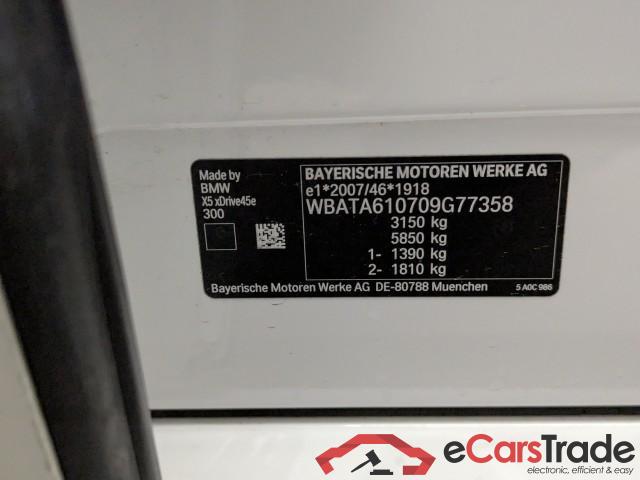 Made by
BMW
X5 xDrive45e
300
BAYERISCHE MOTOREN WERKE AG
e1*2007/46*1918
WBATA610709G77358
3150 kg
5850 kg
1- 1390 kg
2- 1810 kg
Bayerische Motoren Werke AG DE-80788 Muenchen
5 A0C 986
eCarsTrade
electronic, efficient & easy